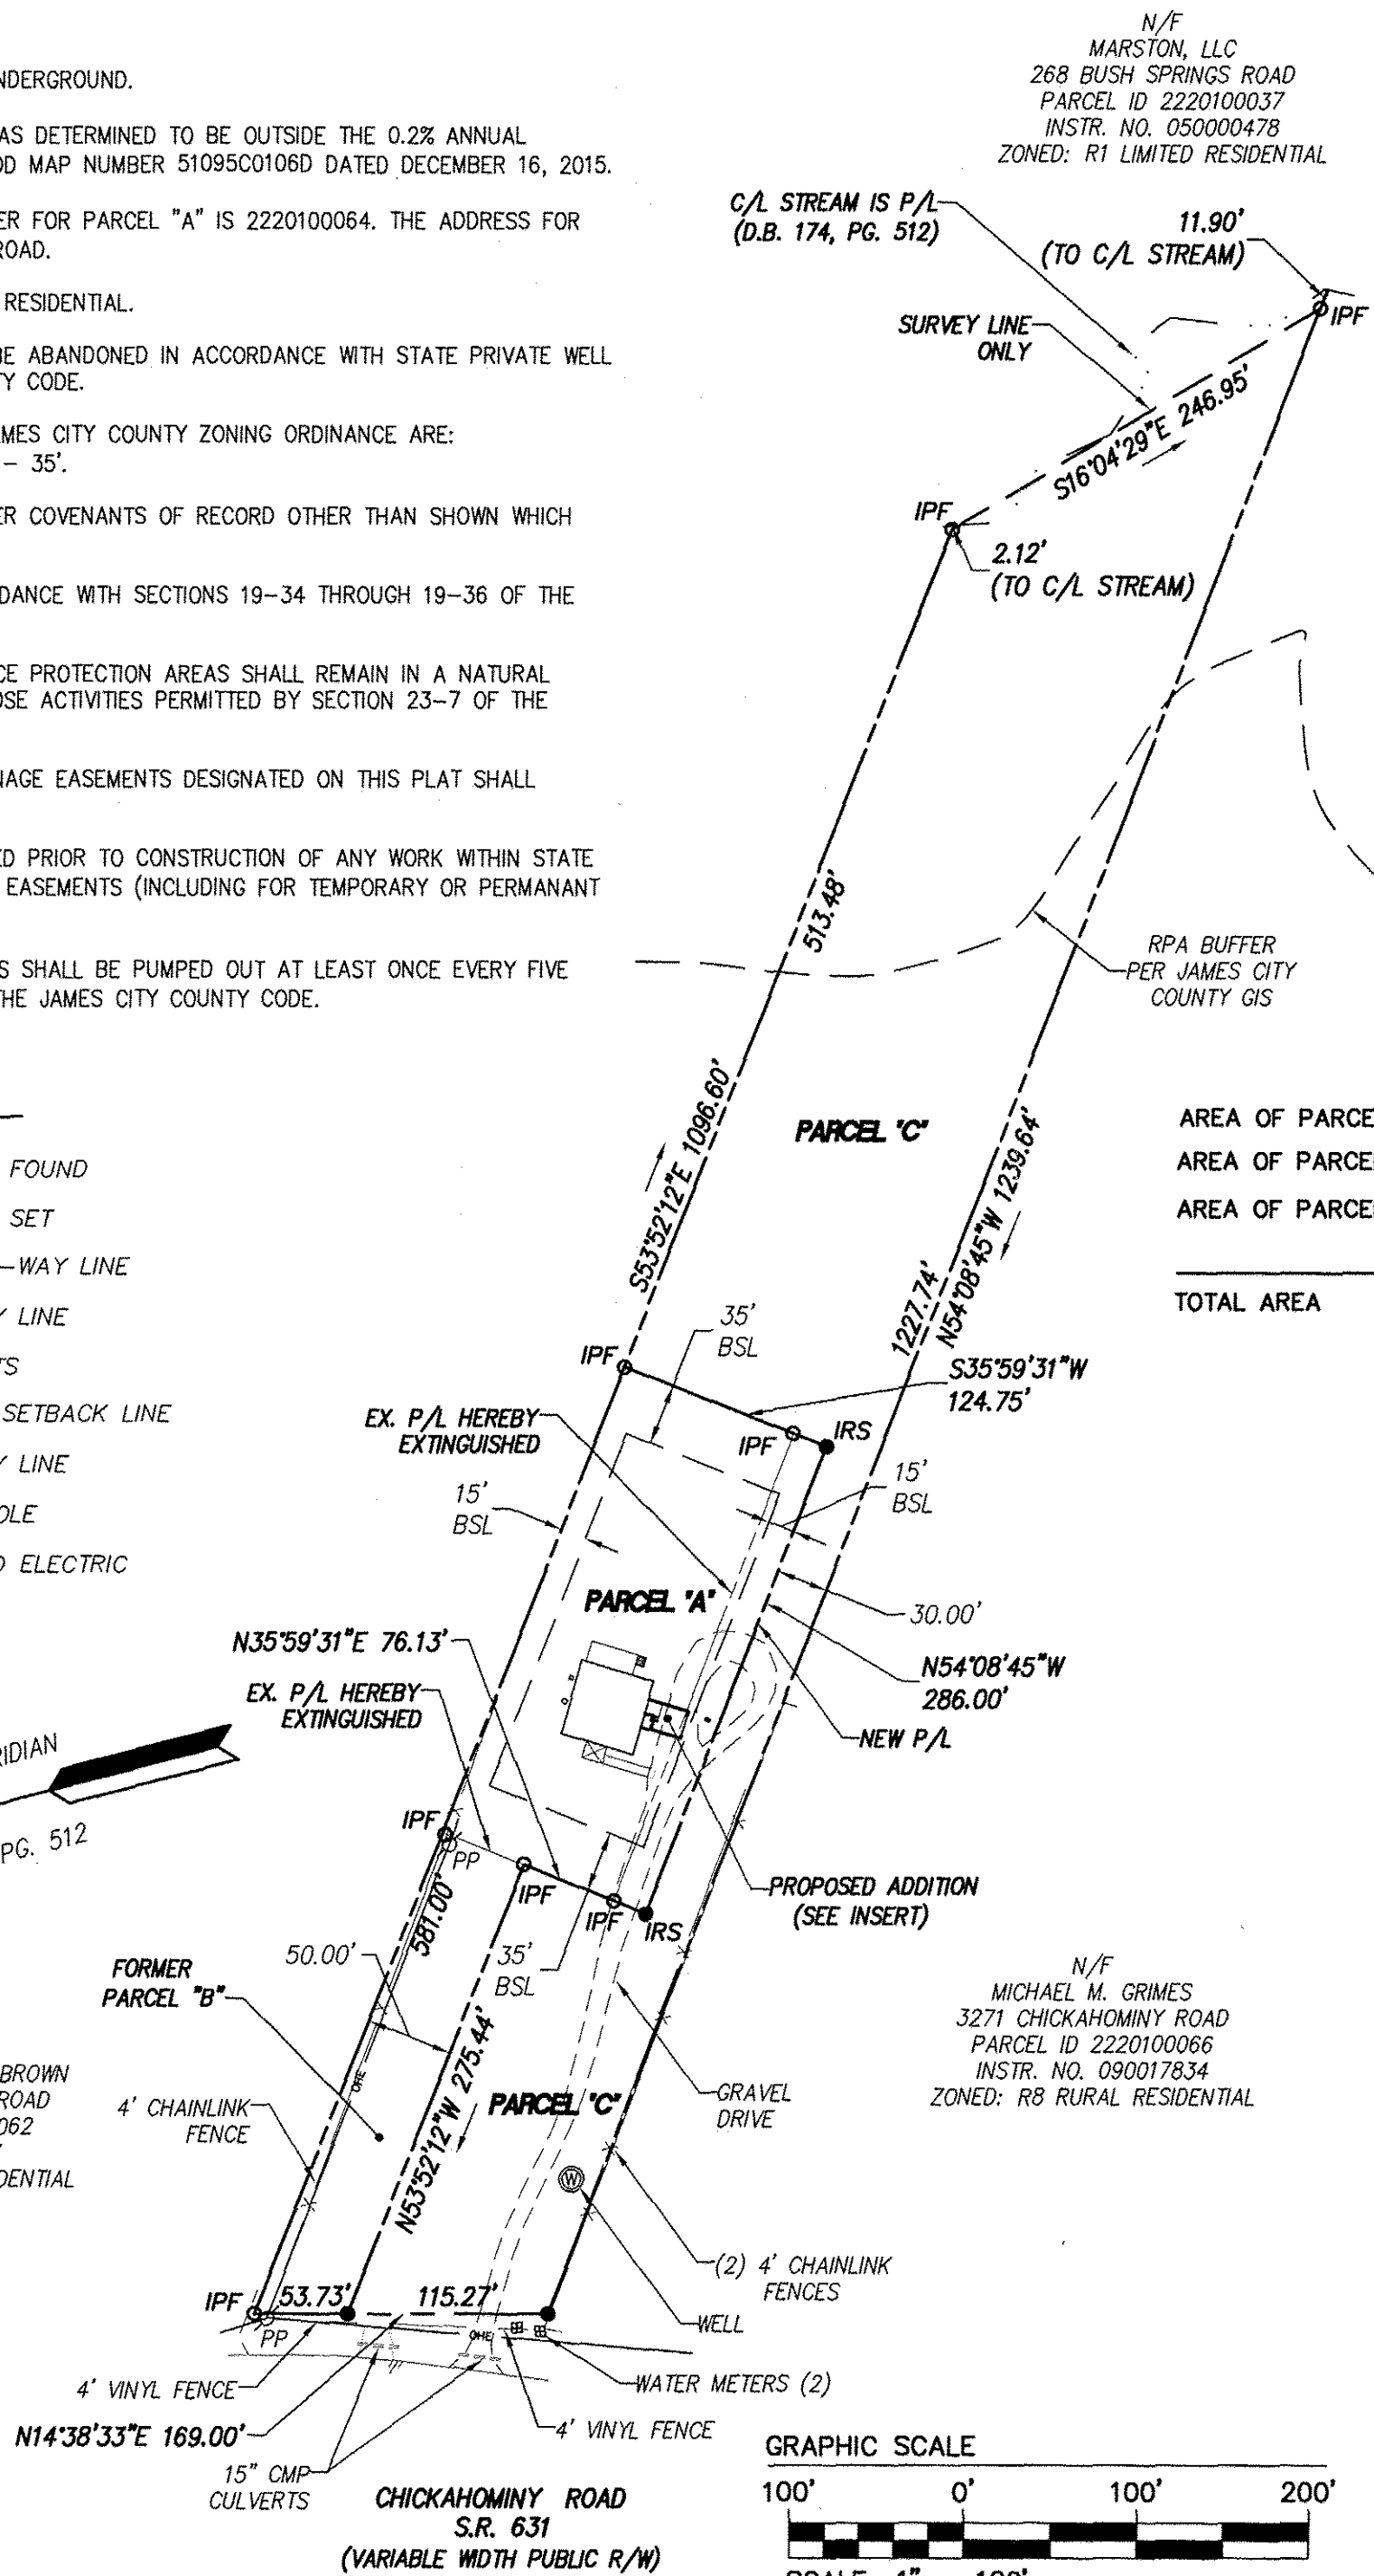 N/F
MARSTON, LLC
268 BUSH SPRINGS ROAD
PARCEL ID 2220100037
INSTR. NO. 050000478
ZONED: R1 LIMITED RESIDENTIAL
NDERGROUND.
AS DETERMINED TO BE OUTSIDE THE 0.2% ANNUAL
OD MAP NUMBER 51095C0106D DATED DECEMBER 16, 2015.
ER FOR PARCEL "A" IS 2220100064. THE ADDRESS FOR
ROAD.
RESIDENTIAL.
BE ABANDONED IN ACCORDANCE WITH STATE PRIVATE WELL
TY CODE.
MES CITY COUNTY ZONING ORDINANCE ARE:
– 35'.
ER COVENANTS OF RECORD OTHER THAN SHOWN WHICH
DANCE WITH SECTIONS 19–34 THROUGH 19–36 OF THE
CE PROTECTION AREAS SHALL REMAIN IN A NATURAL
OSE ACTIVITIES PERMITTED BY SECTION 23–7 OF THE
NAGE EASEMENTS DESIGNATED ON THIS PLAT SHALL
ED PRIOR TO CONSTRUCTION OF ANY WORK WITHIN STATE
EASEMENTS (INCLUDING FOR TEMPORARY OR PERMANANT
S SHALL BE PUMPED OUT AT LEAST ONCE EVERY FIVE
THE JAMES CITY COUNTY CODE.
C/L STREAM IS P/L
(D.B. 174, PG. 512)
11.90'
(TO C/L STREAM)
IPF
SURVEY LINE
ONLY
S16°04'29"E 246.95'
IPF
2.12'
(TO C/L STREAM)
513.48'
RPA BUFFER
PER JAMES CITY
COUNTY GIS
S53°52'12"E 1096.60'
PARCEL "C"
1227.74'
N54°08'45"W 1239.64'
AREA OF PARCE
AREA OF PARCE
AREA OF PARCE
TOTAL AREA
FOUND
SET
–WAY LINE
Y LINE
TS
SETBACK LINE
Y LINE
OLE
D ELECTRIC
35'
BSL
IPF
S35°59'31"W
124.75'
EX. P/L HEREBY
EXTINGUISHED
IPF
IRS
15'
BSL
15'
BSL
PARCEL "A"
30.00'
N35°59'31"E 76.13'
N54°08'45"W
286.00'
EX. P/L HEREBY
EXTINGUISHED
NEW P/L
RIDIAN
PG. 512
IPF
PP
IPF
IPF
IRS
PROPOSED ADDITION
(SEE INSERT)
581.00'
50.00'
35'
BSL
FORMER
PARCEL "B"
N/F
MICHAEL M. GRIMES
3271 CHICKAHOMINY ROAD
PARCEL ID 2220100066
INSTR. NO. 090017834
ZONED: R8 RURAL RESIDENTIAL
BROWN
ROAD
062
DENTIAL
OHE
4' CHAINLINK
FENCE
N53°52'12"W 275.44'
PARCEL "C"
GRAVEL
DRIVE
W
(2) 4' CHAINLINK
FENCES
WELL
IPF
53.73'
115.27'
PP
OHE
4' VINYL FENCE
WATER METERS (2)
N14°38'33"E 169.00'
4' VINYL FENCE
15" CMP
CULVERTS
CHICKAHOMINY ROAD
S.R. 631
(VARIABLE WIDTH PUBLIC R/W)
GRAPHIC SCALE
100' 0' 100' 200'